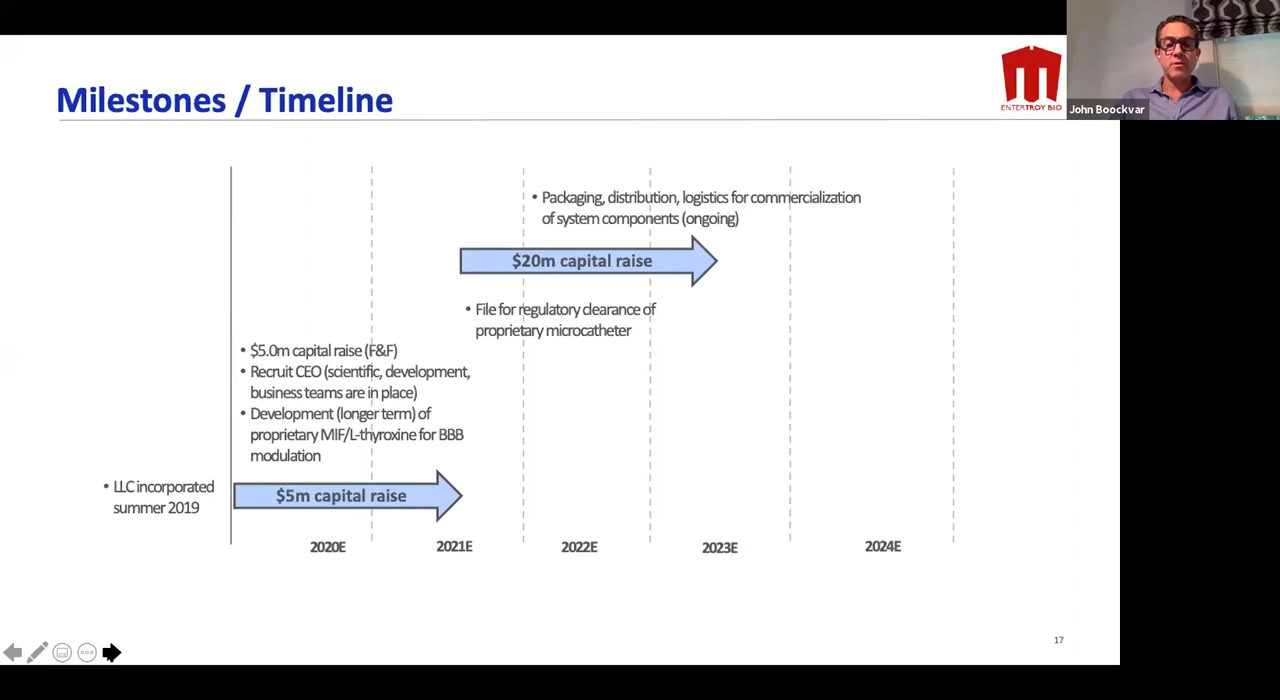 Milestones / Timeline
ENTERTROY BIO
John Boockvar
• Packaging, distribution, logistics for commercialization
of system components (ongoing)
$20m capital raise
• File for regulatory clearance of
proprietary microcatheter
• $5.0m capital raise (F&F)
• Recruit CEO (scientific, development,
business teams are in place)
• Development (longer term) of
proprietary MIF/L-thyroxine for BBB
modulation
• LLC incorporated
summer 2019
$5m capital raise
2020E
2021E
2022E
2023E
2024E
17